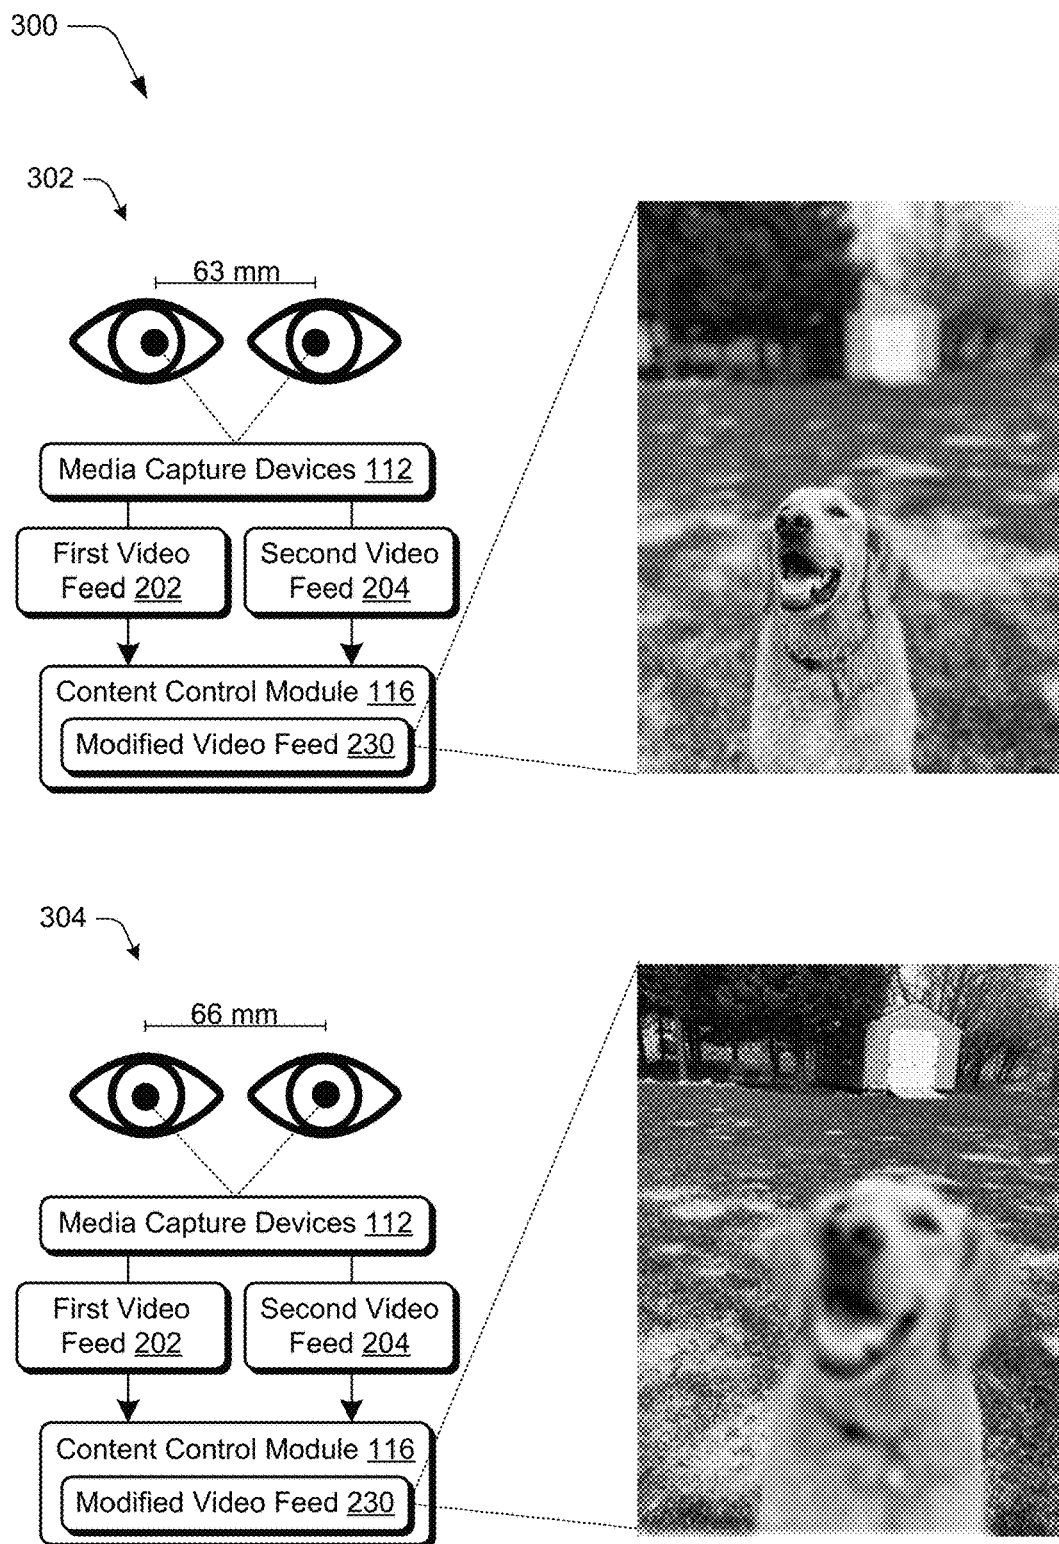 300
302
63 mm
Media Capture Devices 112
First Video
Feed 202
Second Video
Feed 204
Content Control Module 116
Modified Video Feed 230
304
66 mm
Media Capture Devices 112
First Video
Feed 202
Second Video
Feed 204
Content Control Module 116
Modified Video Feed 230